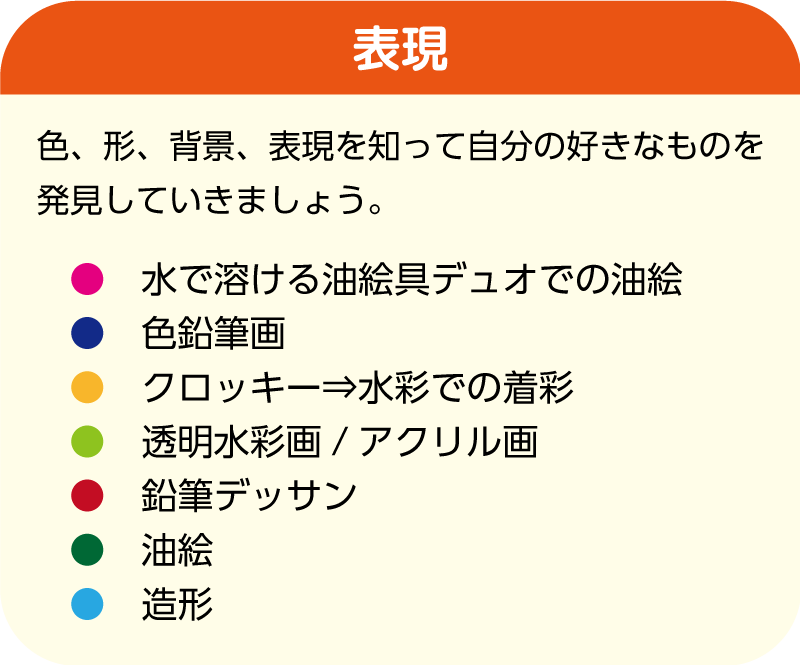 表現
色、形、背景、表現を知って自分の好きなものを
発見していきましょう。
● 水で溶ける油絵具デュオでの油絵
● 色鉛筆画
● クロッキー⇒水彩での着彩
● 透明水彩画 / アクリル画
● 鉛筆デッサン
● 油絵
● 造形